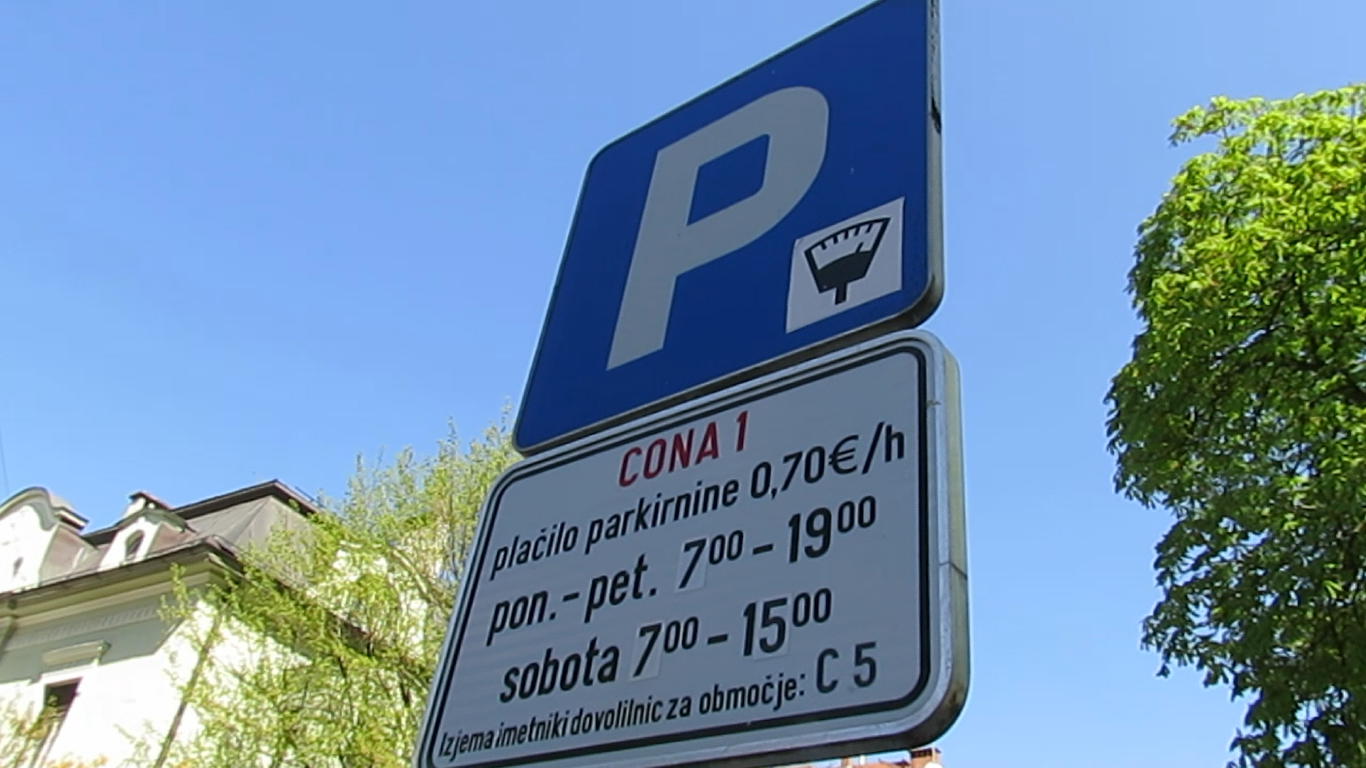 P
CONA 1
plačilo parkirnine 0,70€/h
pon.- pet. 7⁰⁰ - 19⁰⁰
sobota 7⁰⁰ - 15⁰⁰
Izjema imetniki dovolilnic za območje: C 5